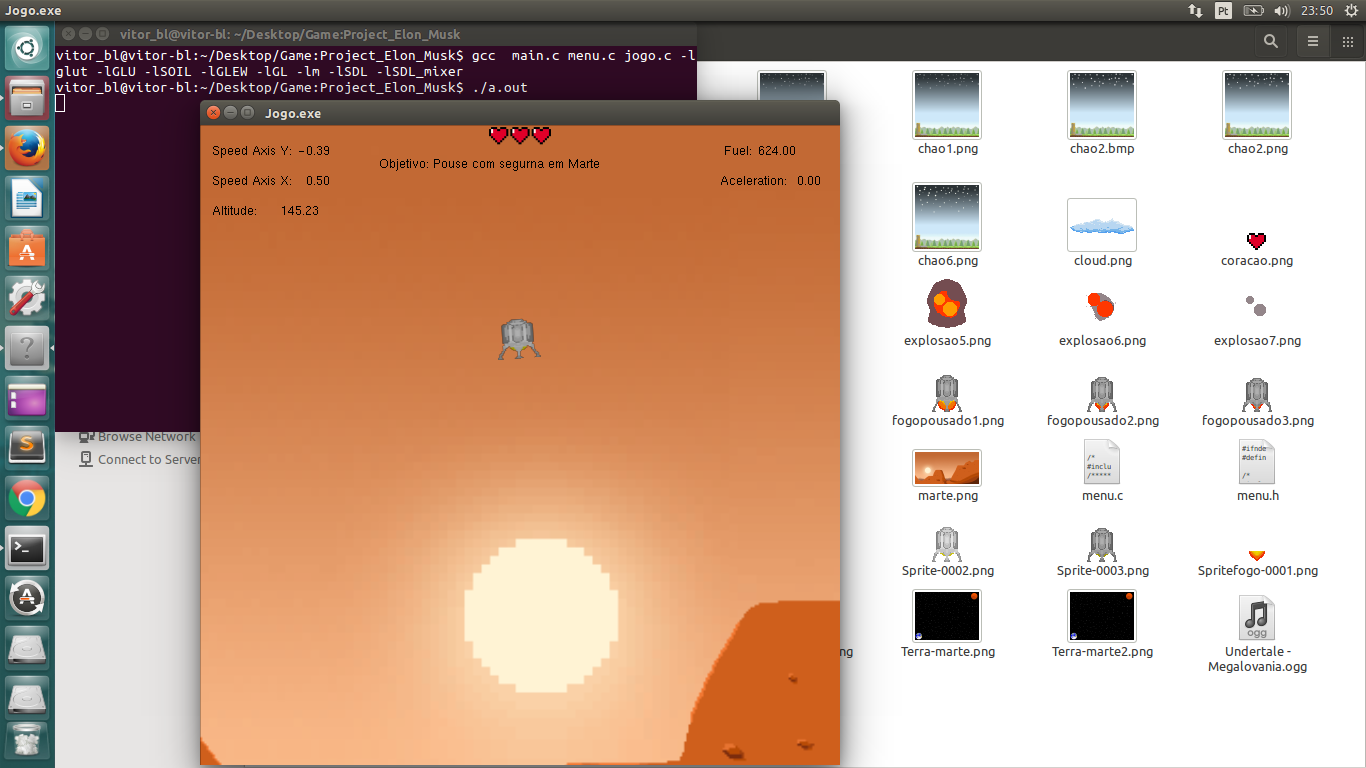 Jogo.exe
Pt
23:50
vitor_bl@vitor-bl: ~/Desktop/Game:Project_Elon_Musk
vitor_bl@vitor-bl:~/Desktop/Game:Project_Elon_Musk$ gcc  main.c menu.c jogo.c -l
glut -lGLU -lSOIL -lGLEW -lGL -lm -lSDL -lSDL_mixer
vitor_bl@vitor-bl:~/Desktop/Game:Project_Elon_Musk$ ./a.out
Jogo.exe
Speed Axis Y: -0.39
Objetivo: Pouse com segurna em Marte
Fuel: 624.00
Speed Axis X: 0.50
Aceleration: 0.00
Altitude: 145.23
Browse Network
Connect to Server
chao1.png
chao2.bmp
chao2.png
chao6.png
cloud.png
coracao.png
explosao5.png
explosao6.png
explosao7.png
fogopousado1.png
fogopousado2.png
fogopousado3.png
/*
#inclu
/*****
#ifnde
#defin
/*
marte.png
menu.c
menu.h
Sprite-0002.png
Sprite-0003.png
Spritefogo-0001.png
ogg
ng
Terra-marte.png
Terra-marte2.png
Undertale -
Megalovania.ogg